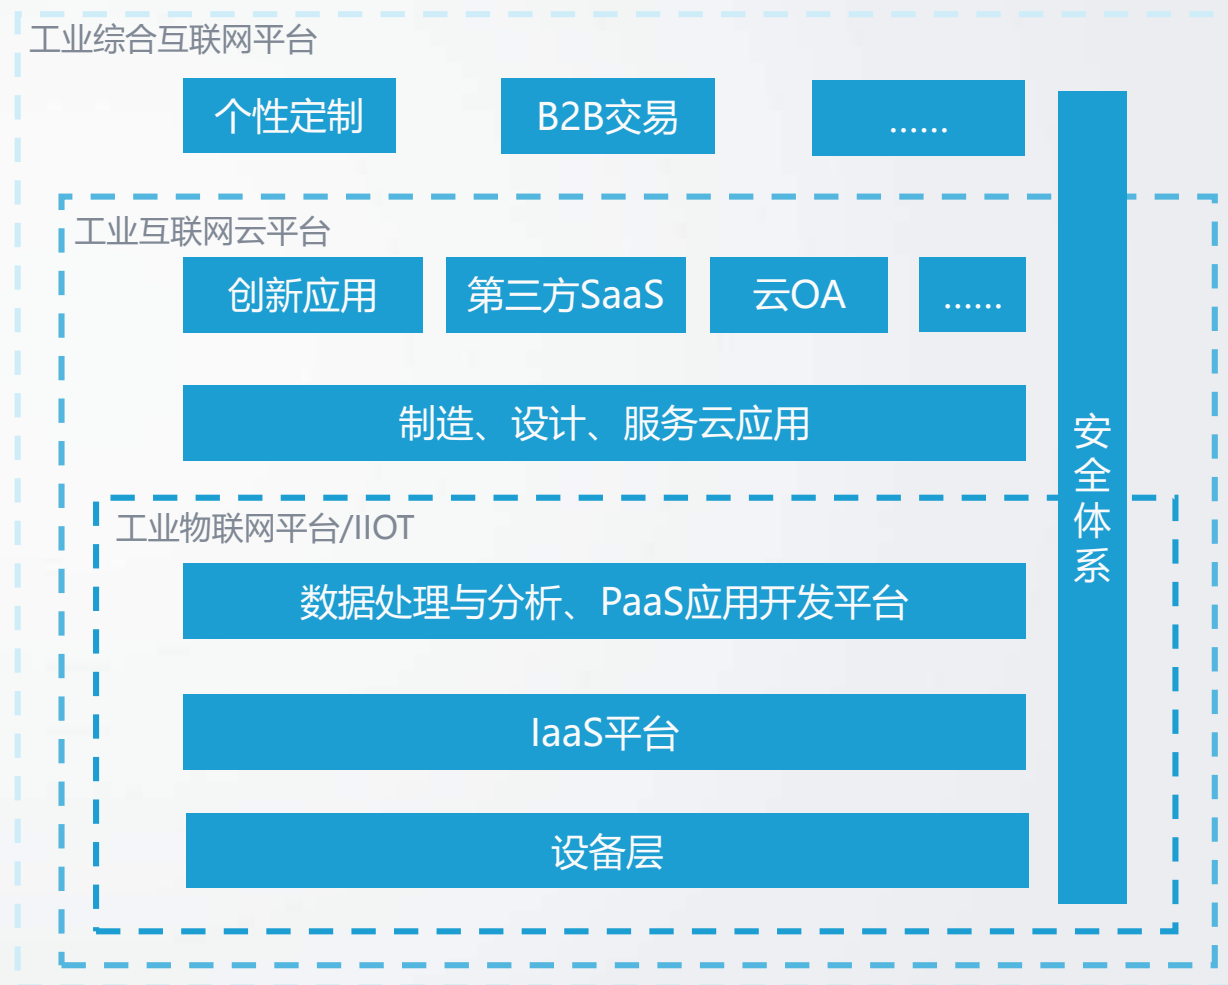 工业综合互联网平台
个性定制
B2B交易
......
工业互联网云平台
创新应用
第三方SaaS
云OA
......
制造、设计、服务云应用
安全体系
工业物联网平台/IIOT
数据处理与分析、PaaS应用开发平台
IaaS平台
设备层